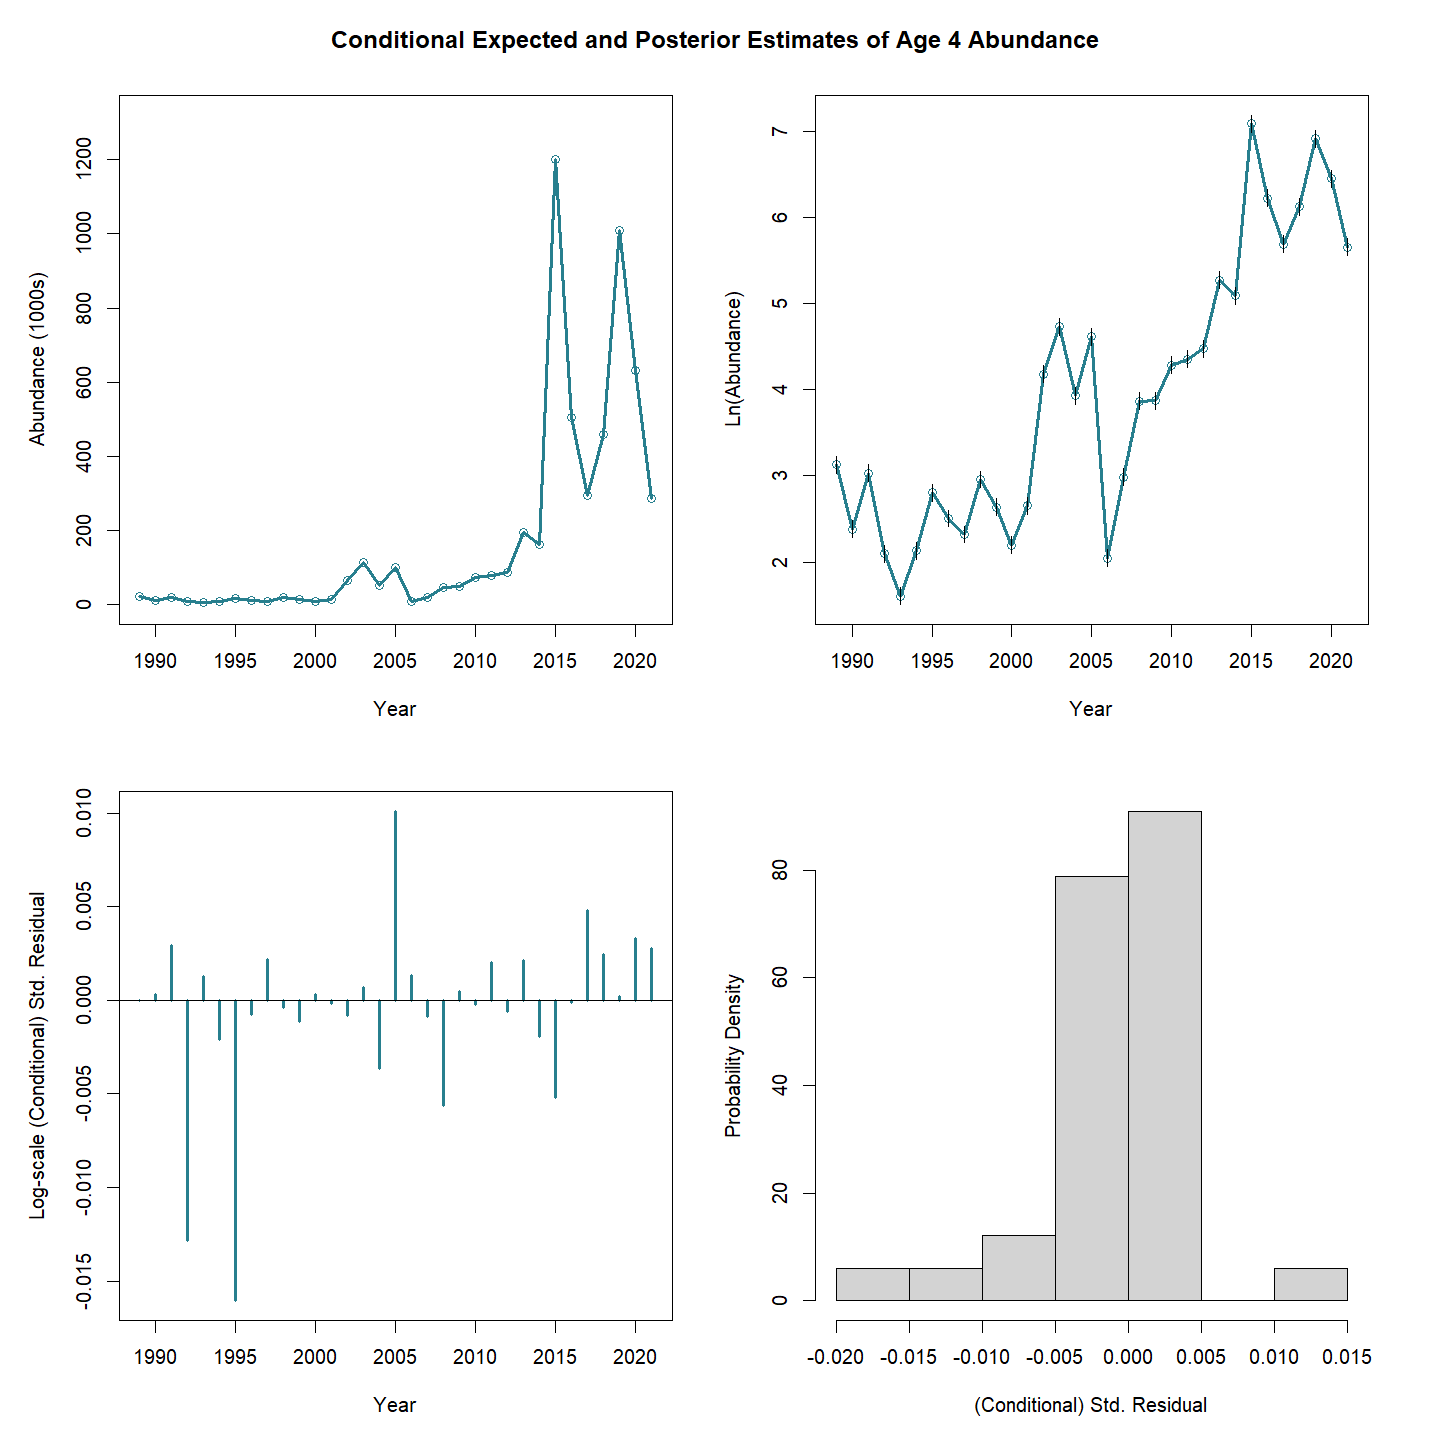 Conditional Expected and Posterior Estimates of Age 4 Abundance
Abundance (1000s)
0
200
400
600
800
1000
1200
1990 1995 2000 2005 2010 2015 2020
Year
Ln(Abundance)
2
3
4
5
6
7
1990 1995 2000 2005 2010 2015 2020
Year
Log-scale (Conditional) Std. Residual
-0.015
-0.010
-0.005
0.000
0.005
0.010
1990 1995 2000 2005 2010 2015 2020
Year
Probability Density
0
20
40
60
80
-0.020 -0.015 -0.010 -0.005 0.000 0.005 0.010 0.015
(Conditional) Std. Residual